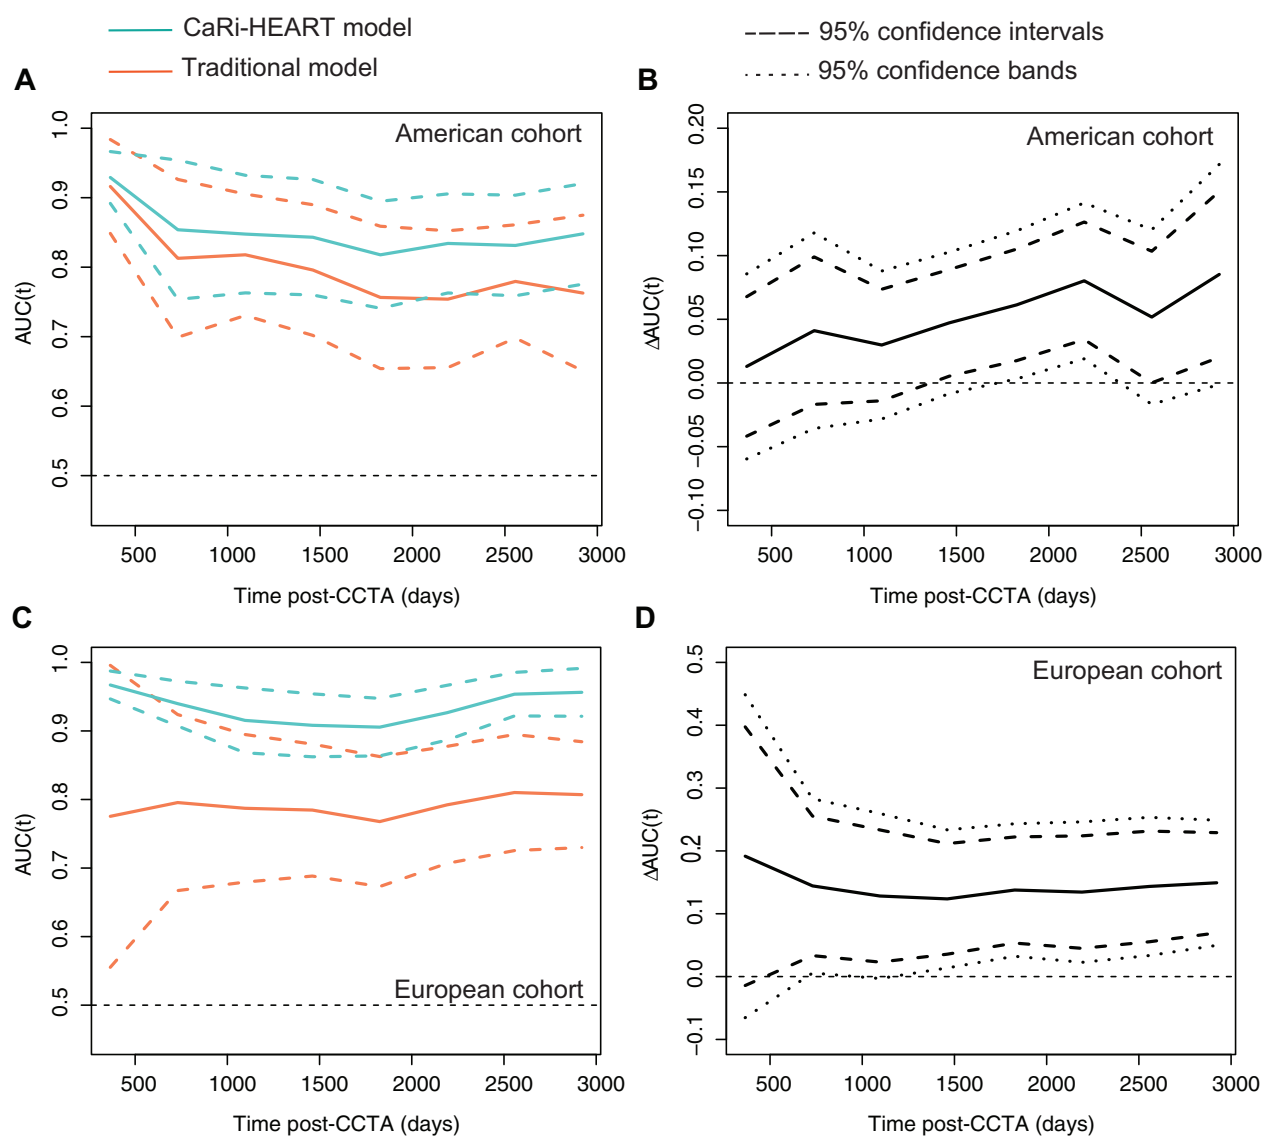 CaRi-HEART model
Traditional model
95% confidence intervals
95% confidence bands
A
American cohort
AUC(t)
1.0
0.9
0.8
0.7
0.6
0.5
500 1000 1500 2000 2500 3000
Time post-CCTA (days)
B
American cohort
ΔAUC(t)
0.20
0.15
0.10
0.05
0.00
−0.05
−0.10
500 1000 1500 2000 2500 3000
Time post-CCTA (days)
C
European cohort
AUC(t)
1.0
0.9
0.8
0.7
0.6
0.5
500 1000 1500 2000 2500 3000
Time post-CCTA (days)
D
European cohort
ΔAUC(t)
0.5
0.4
0.3
0.2
0.1
0.0
−0.1
500 1000 1500 2000 2500 3000
Time post-CCTA (days)